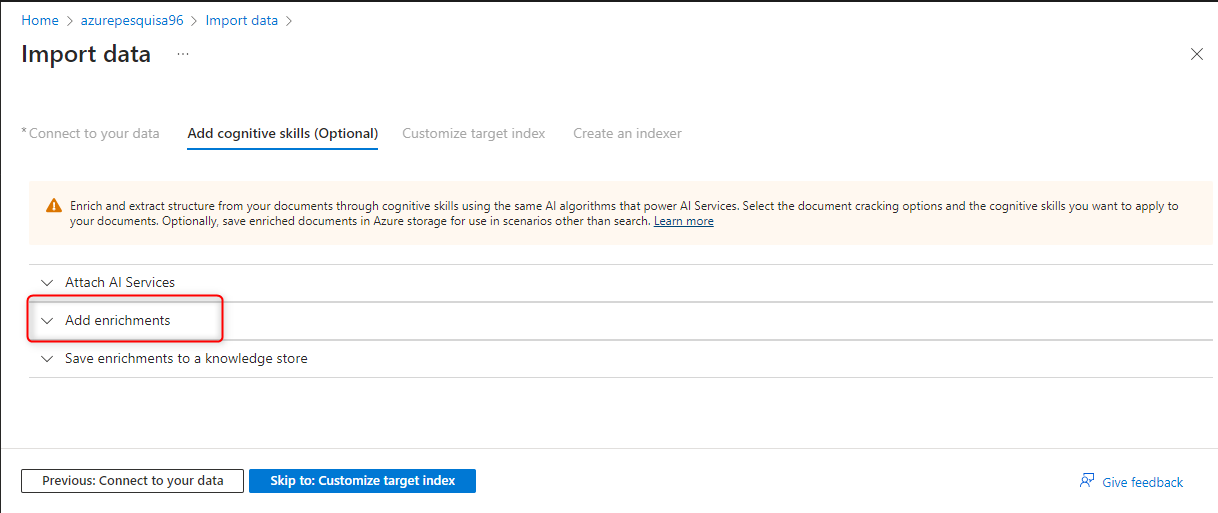 Home > azurepesquisa96 > Import data >
Import data ...
* Connect to your data Add cognitive skills (Optional) Customize target index Create an indexer
Enrich and extract structure from your documents through cognitive skills using the same AI algorithms that power AI Services. Select the document cracking options and the cognitive skills you want to apply to
your documents. Optionally, save enriched documents in Azure storage for use in scenarios other than search. Learn more
Attach AI Services
Add enrichments
Save enrichments to a knowledge store
Previous: Connect to your data Skip to: Customize target index Give feedback